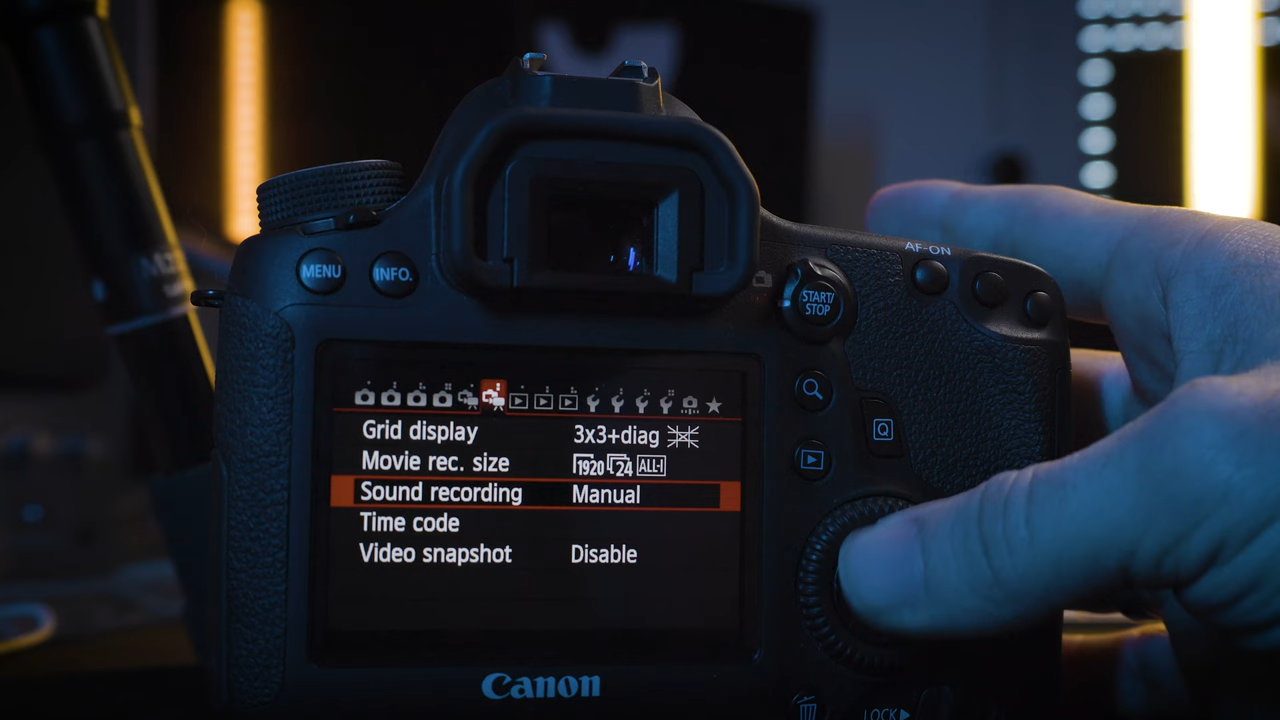 AF-ON
MENU
INFO.
START/
STOP
Q
Grid display 3x3+diag
Movie rec. size 1920 24 ALL-I
Sound recording Manual
Time code
Video snapshot Disable
Canon
LOCK